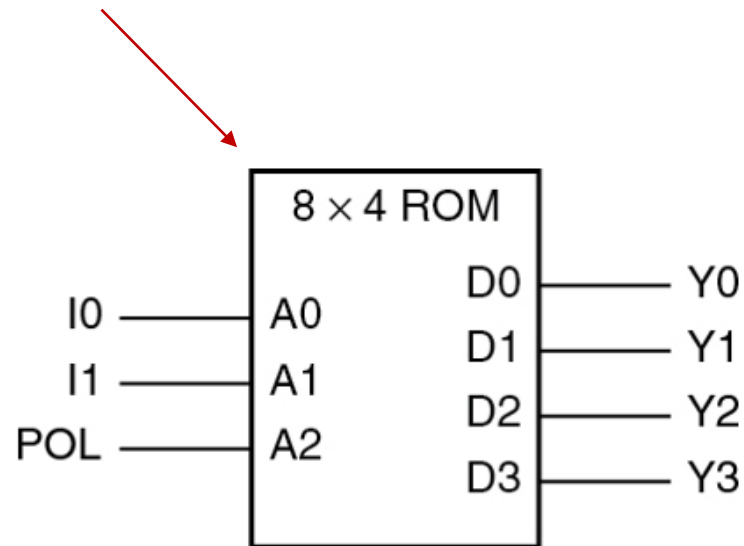 8 × 4 ROM
I0 A0 D0 Y0
I1 A1 D1 Y1
POL A2 D2 Y2
D3 Y3